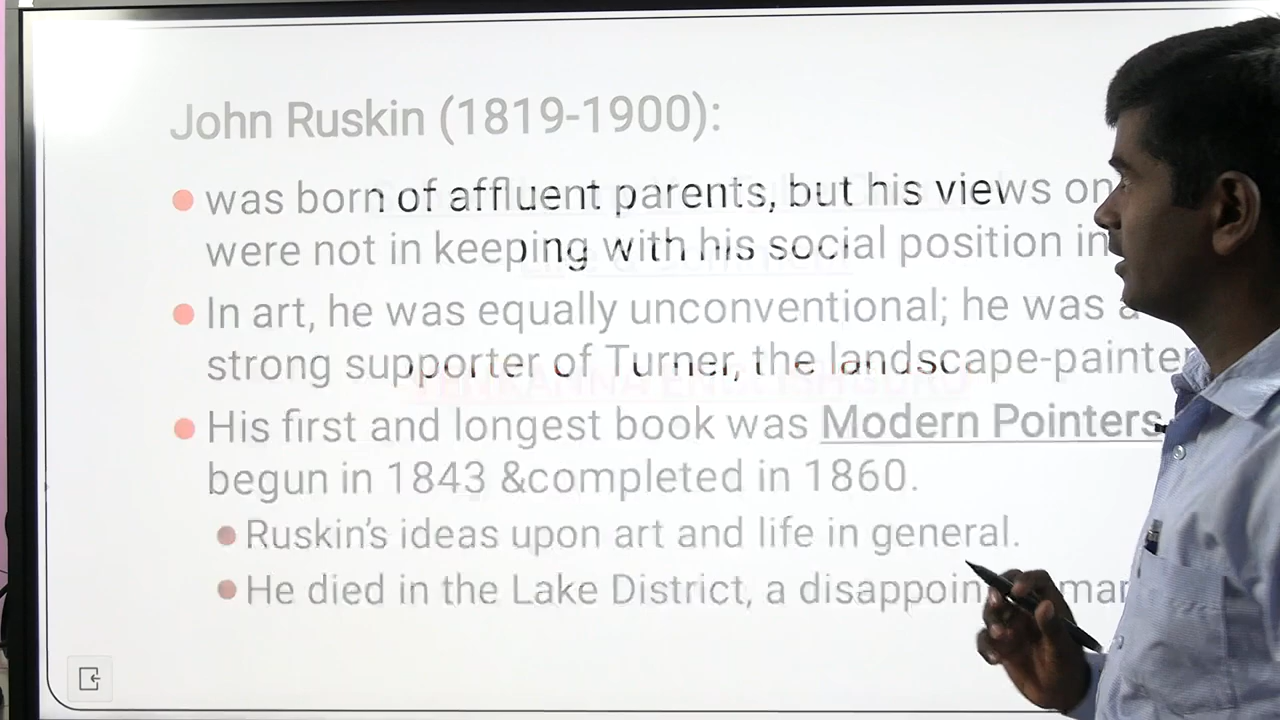 John Ruskin (1819-1900):
was born of affluent parents, but his views on
were not in keeping with his social position in
In art, he was equally unconventional; he was a
strong supporter of Turner, the landscape-painter
His first and longest book was Modern Pointers
begun in 1843 &completed in 1860.
Ruskin's ideas upon art and life in general.
He died in the Lake District, a